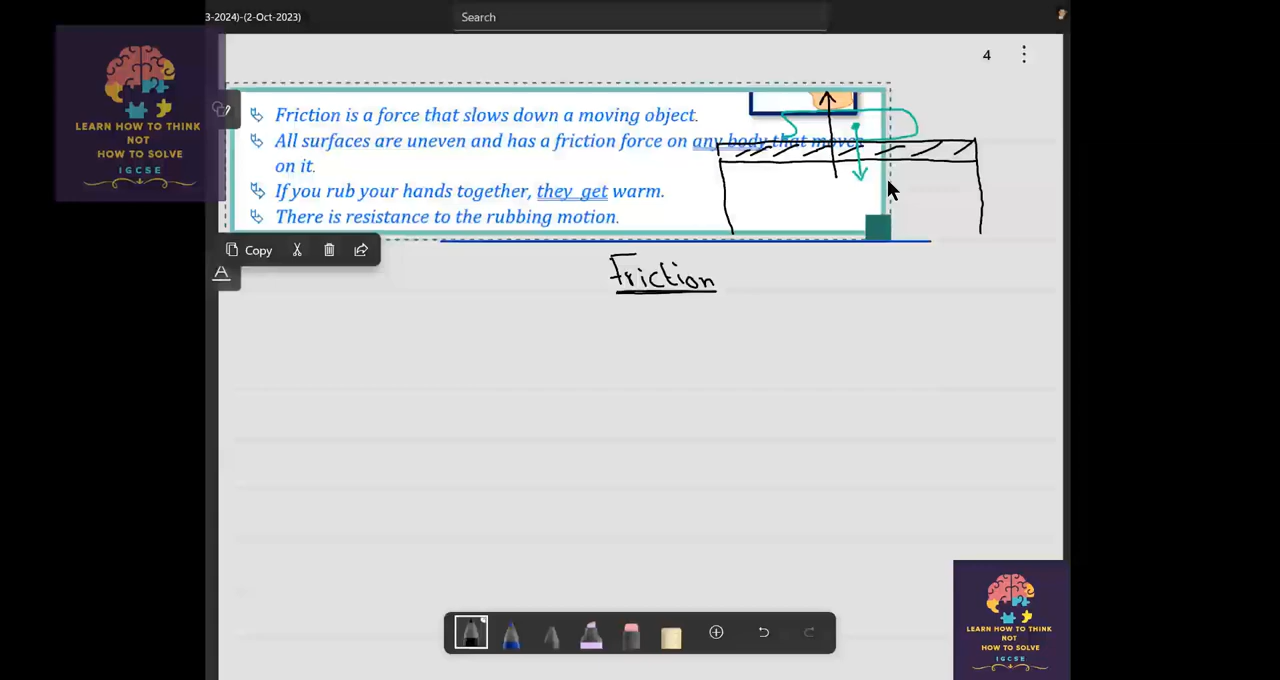 3-2024)-(2-Oct-2023)
Search
4
LEARN HOW TO THINK
NOT
HOW TO SOLVE
IGCSE
Friction is a force that slows down a moving object.
All surfaces are uneven and has a friction force on any body that moves
on it.
If you rub your hands together, they get warm.
There is resistance to the rubbing motion.
Copy
A
Friction
LEARN HOW TO THINK
NOT
HOW TO SOLVE
IGCSE